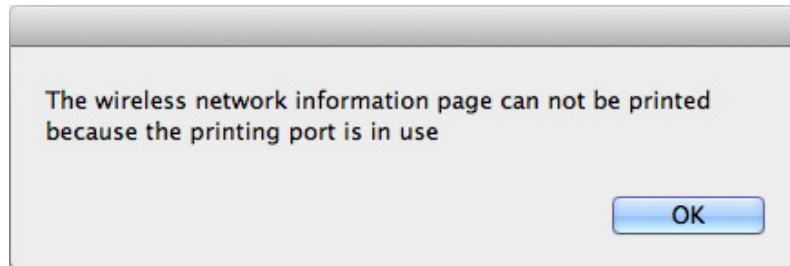 The wireless network information page can not be printed
because the printing port is in use
OK